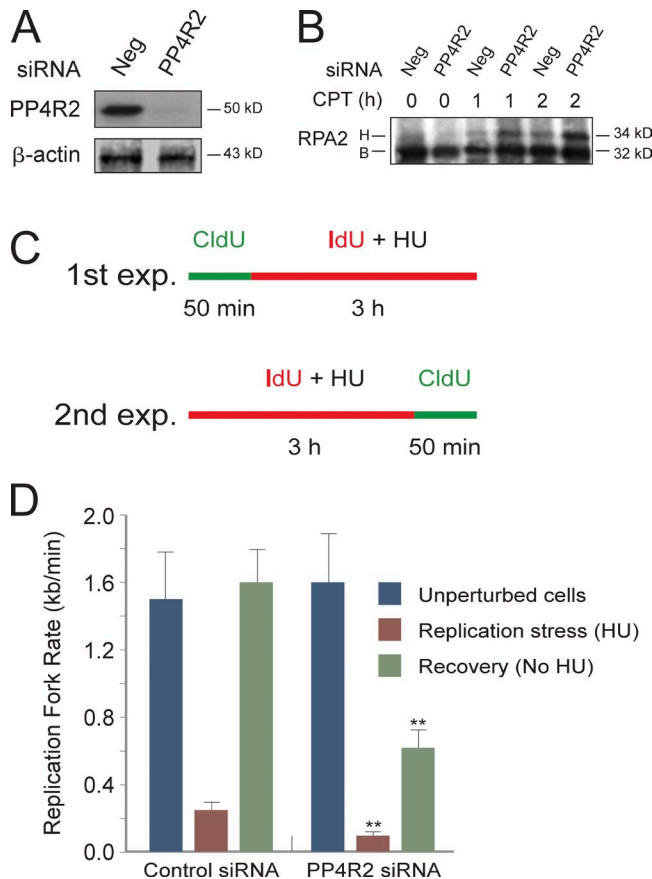 A
siRNA Neg PP4R2
PP4R2 50 kD
β-actin 43 kD
B
siRNA Neg PP4R2 Neg PP4R2 Neg PP4R2
CPT (h) 0 0 1 1 2 2
RPA2 H 34 kD
B 32 kD
C
CldU IdU + HU
1st exp.
50 min 3 h
IdU + HU CldU
2nd exp.
3 h 50 min
D
Replication Fork Rate (kb/min)
2.0
1.6
1.2
0.8
0.4
0.0
Unperturbed cells
Replication stress (HU)
Recovery (No HU)
**
**
Control siRNA PP4R2 siRNA